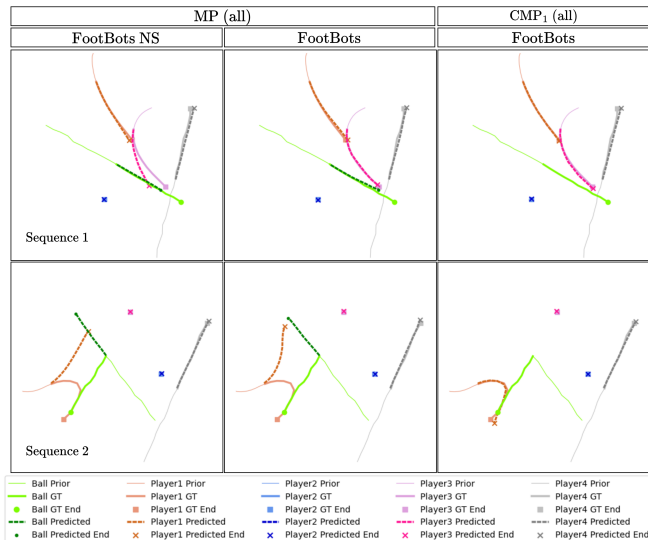 MP (all) CMP₁ (all)
FootBots NS FootBots FootBots
Sequence 1
Sequence 2
Ball Prior Player1 Prior Player2 Prior Player3 Prior Player4 Prior
Ball GT Player1 GT Player2 GT Player3 GT Player4 GT
Ball GT End Player1 GT End Player2 GT End Player3 GT End Player4 GT End
Ball Predicted Player1 Predicted Player2 Predicted Player3 Predicted Player4 Predicted
Ball Predicted End Player1 Predicted End Player2 Predicted End Player3 Predicted End Player4 Predicted End